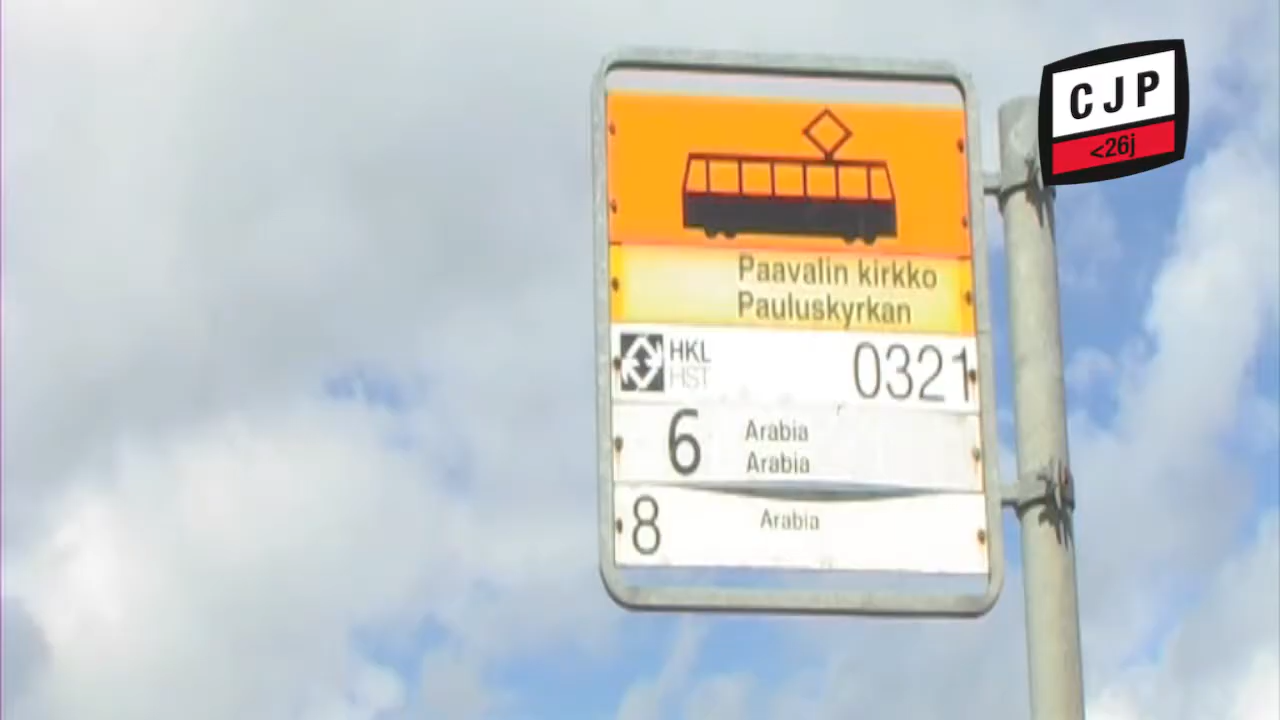 CJP
<26j
Paavalin kirkko
Pauluskyrkan
HKL
HST
0321
6
Arabia
Arabia
8
Arabia